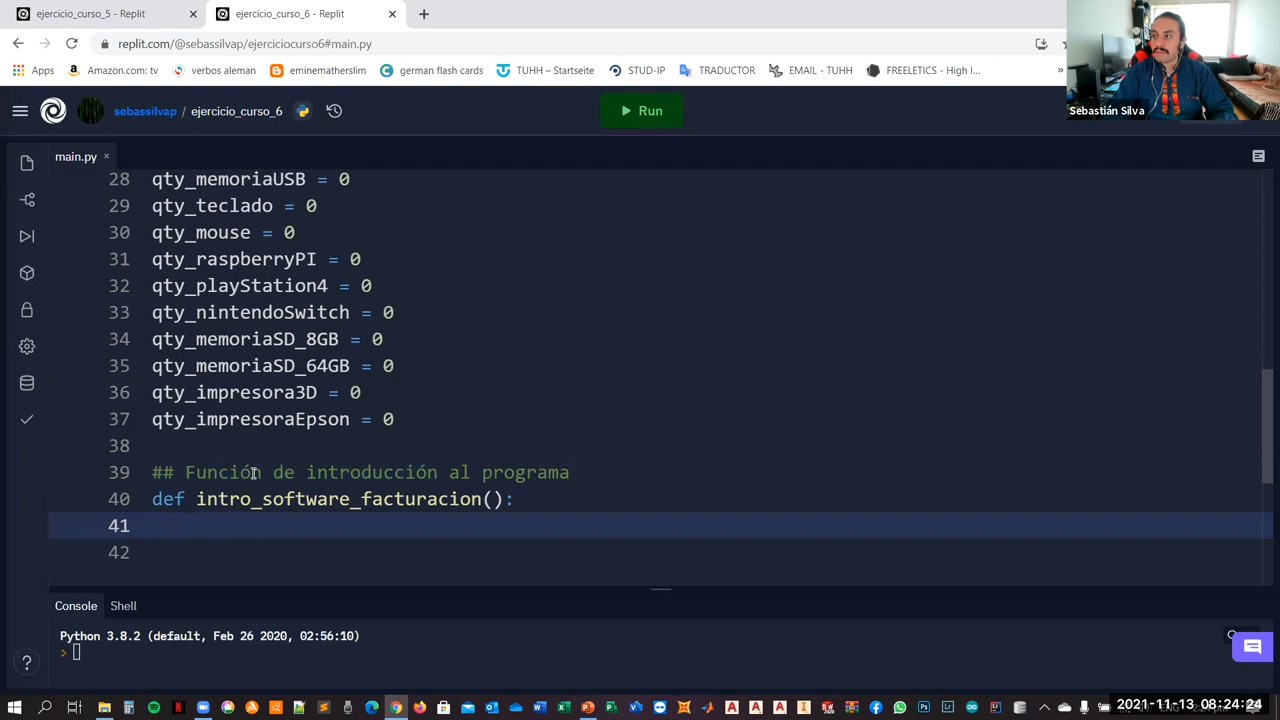 ejercicio_curso_5 - Replit
ejercicio_curso_6 - Replit
replit.com/@sebassilvap/ejerciciocurso6#main.py
Apps
Amazon.com: tv
verbos aleman
eminematherslim
german flash cards
TUHH – Startseite
STUD-IP
TRADUCTOR
EMAIL - TUHH
FREELETICS - High I...
Sebastián Silva
sebassilvap / ejercicio_curso_6
Run
main.py
28 qty_memoriaUSB = 0
29 qty_teclado = 0
30 qty_mouse = 0
31 qty_raspberryPI = 0
32 qty_playStation4 = 0
33 qty_nintendoSwitch = 0
34 qty_memoriaSD_8GB = 0
35 qty_memoriaSD_64GB = 0
36 qty_impresora3D = 0
37 qty_impresoraEpson = 0
38
39 ## Función de introducción al programa
40 def intro_software_facturacion():
41
42
Console
Shell
Python 3.8.2 (default, Feb 26 2020, 02:56:10)
2021-11-13 08:24:24